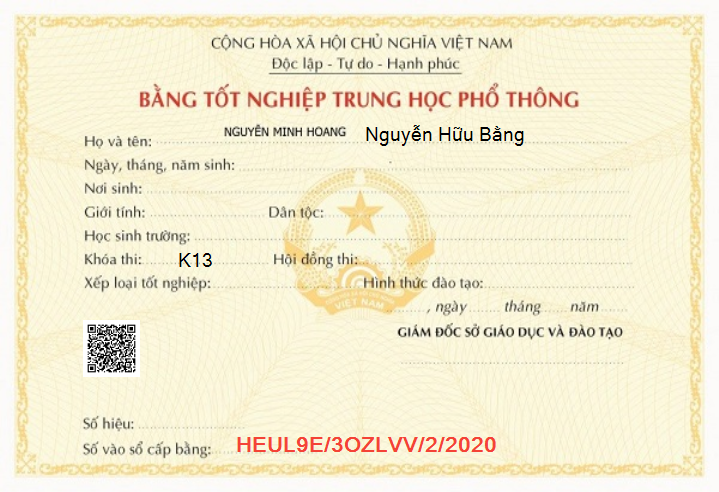 CỘNG HÒA XÃ HỘI CHỦ NGHĨA VIỆT NAM
Độc lập - Tự do - Hạnh phúc
BẰNG TỐT NGHIỆP TRUNG HỌC PHỔ THÔNG
Họ và tên: NGUYỄN MINH HOANG Nguyễn Hữu Bằng
Ngày, tháng, năm sinh:
Nơi sinh:
Giới tính: Dân tộc:
Học sinh trường:
Khóa thi: K13 Hội đồng thi:
Xếp loại tốt nghiệp: Hình thức đào tạo:
VIỆT NAM
, ngày tháng năm
GIÁM ĐỐC SỞ GIÁO DỤC VÀ ĐÀO TẠO
Số hiệu:
Số vào sổ cấp bằng: HEUL9E/3OZLVV/2/2020